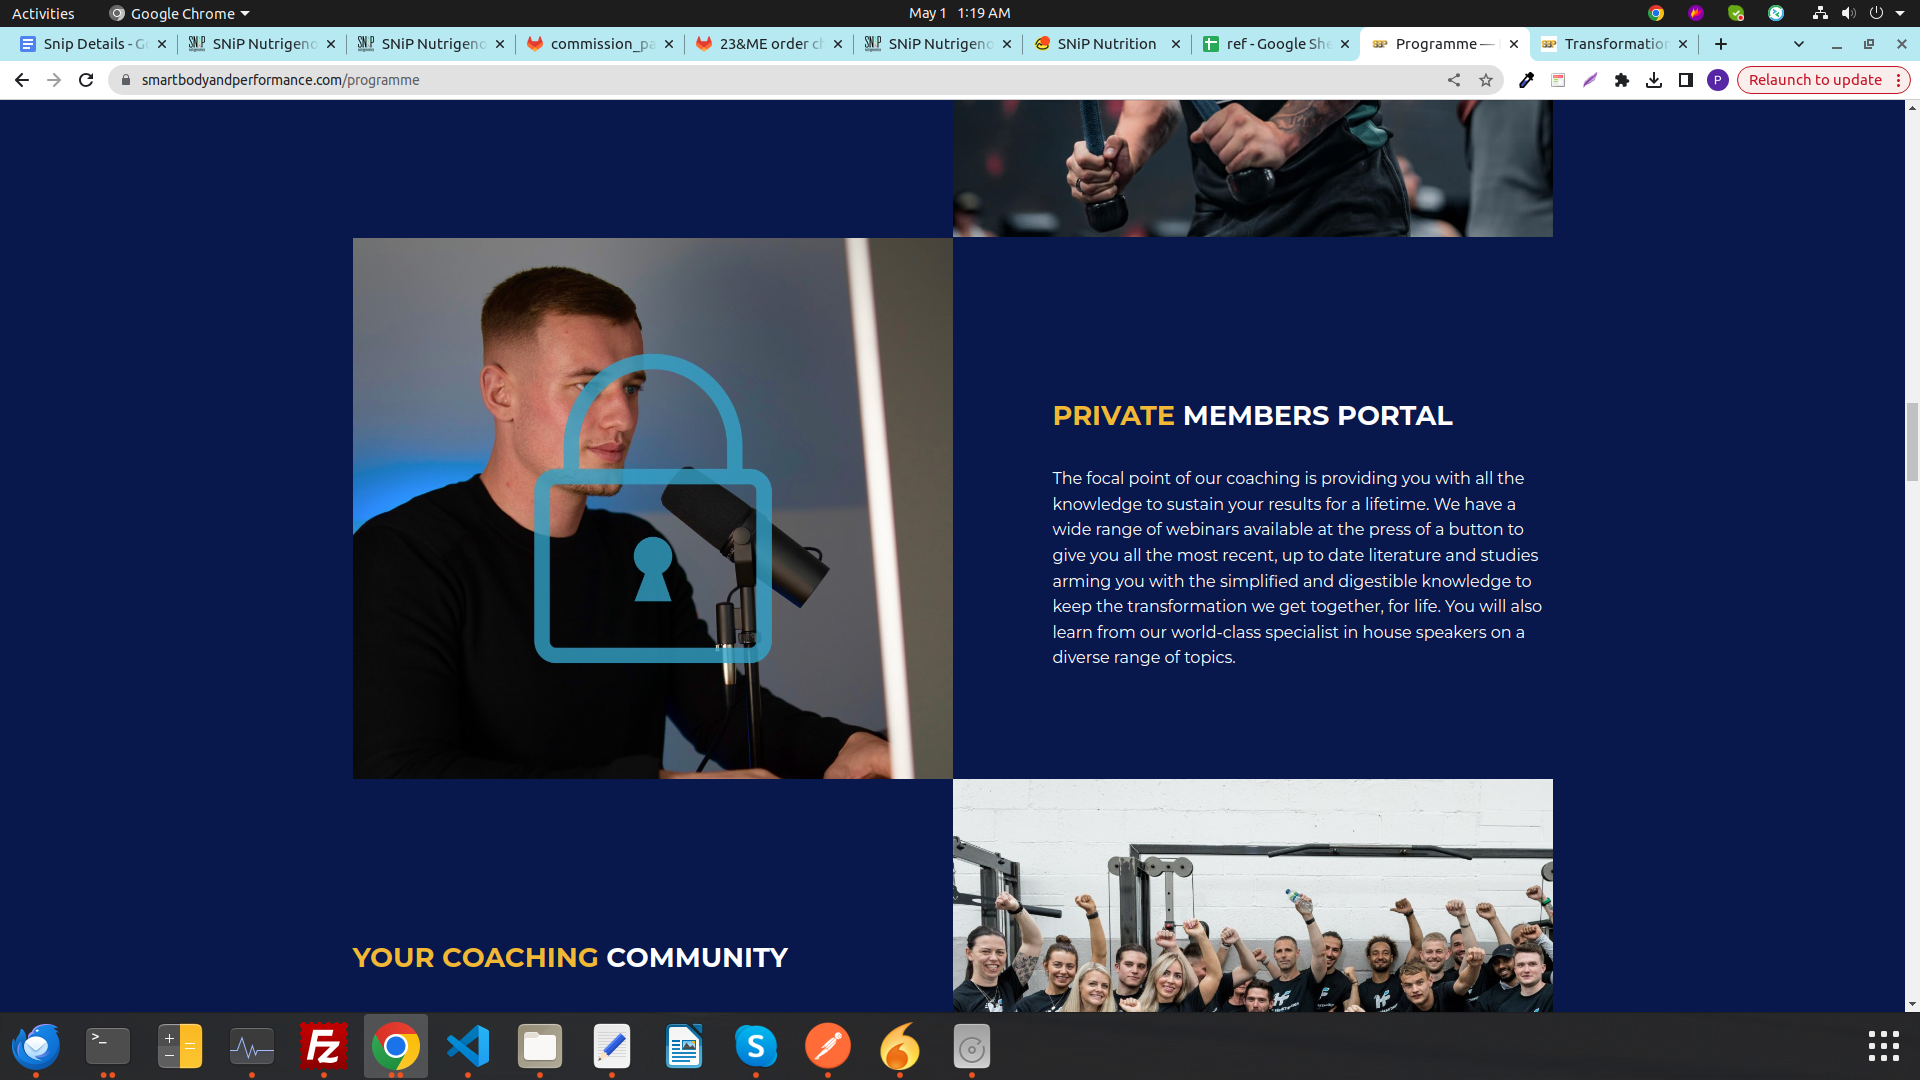 Activities
Google Chrome
May 1 1:19 AM
Snip Details - G
SNiP Nutrigeno
SNiP Nutrigeno
commission_pa
23&ME order c
SNiP Nutrigeno
SNiP Nutrition
ref - Google She
Programme —
Transformation
smartbodyandperformance.com/programme
P
Relaunch to update
PRIVATE MEMBERS PORTAL
The focal point of our coaching is providing you with all the
knowledge to sustain your results for a lifetime. We have a
wide range of webinars available at the press of a button to
give you all the most recent, up to date literature and studies
arming you with the simplified and digestible knowledge to
keep the transformation we get together, for life. You will also
learn from our world-class specialist in house speakers on a
diverse range of topics.
YOUR COACHING COMMUNITY